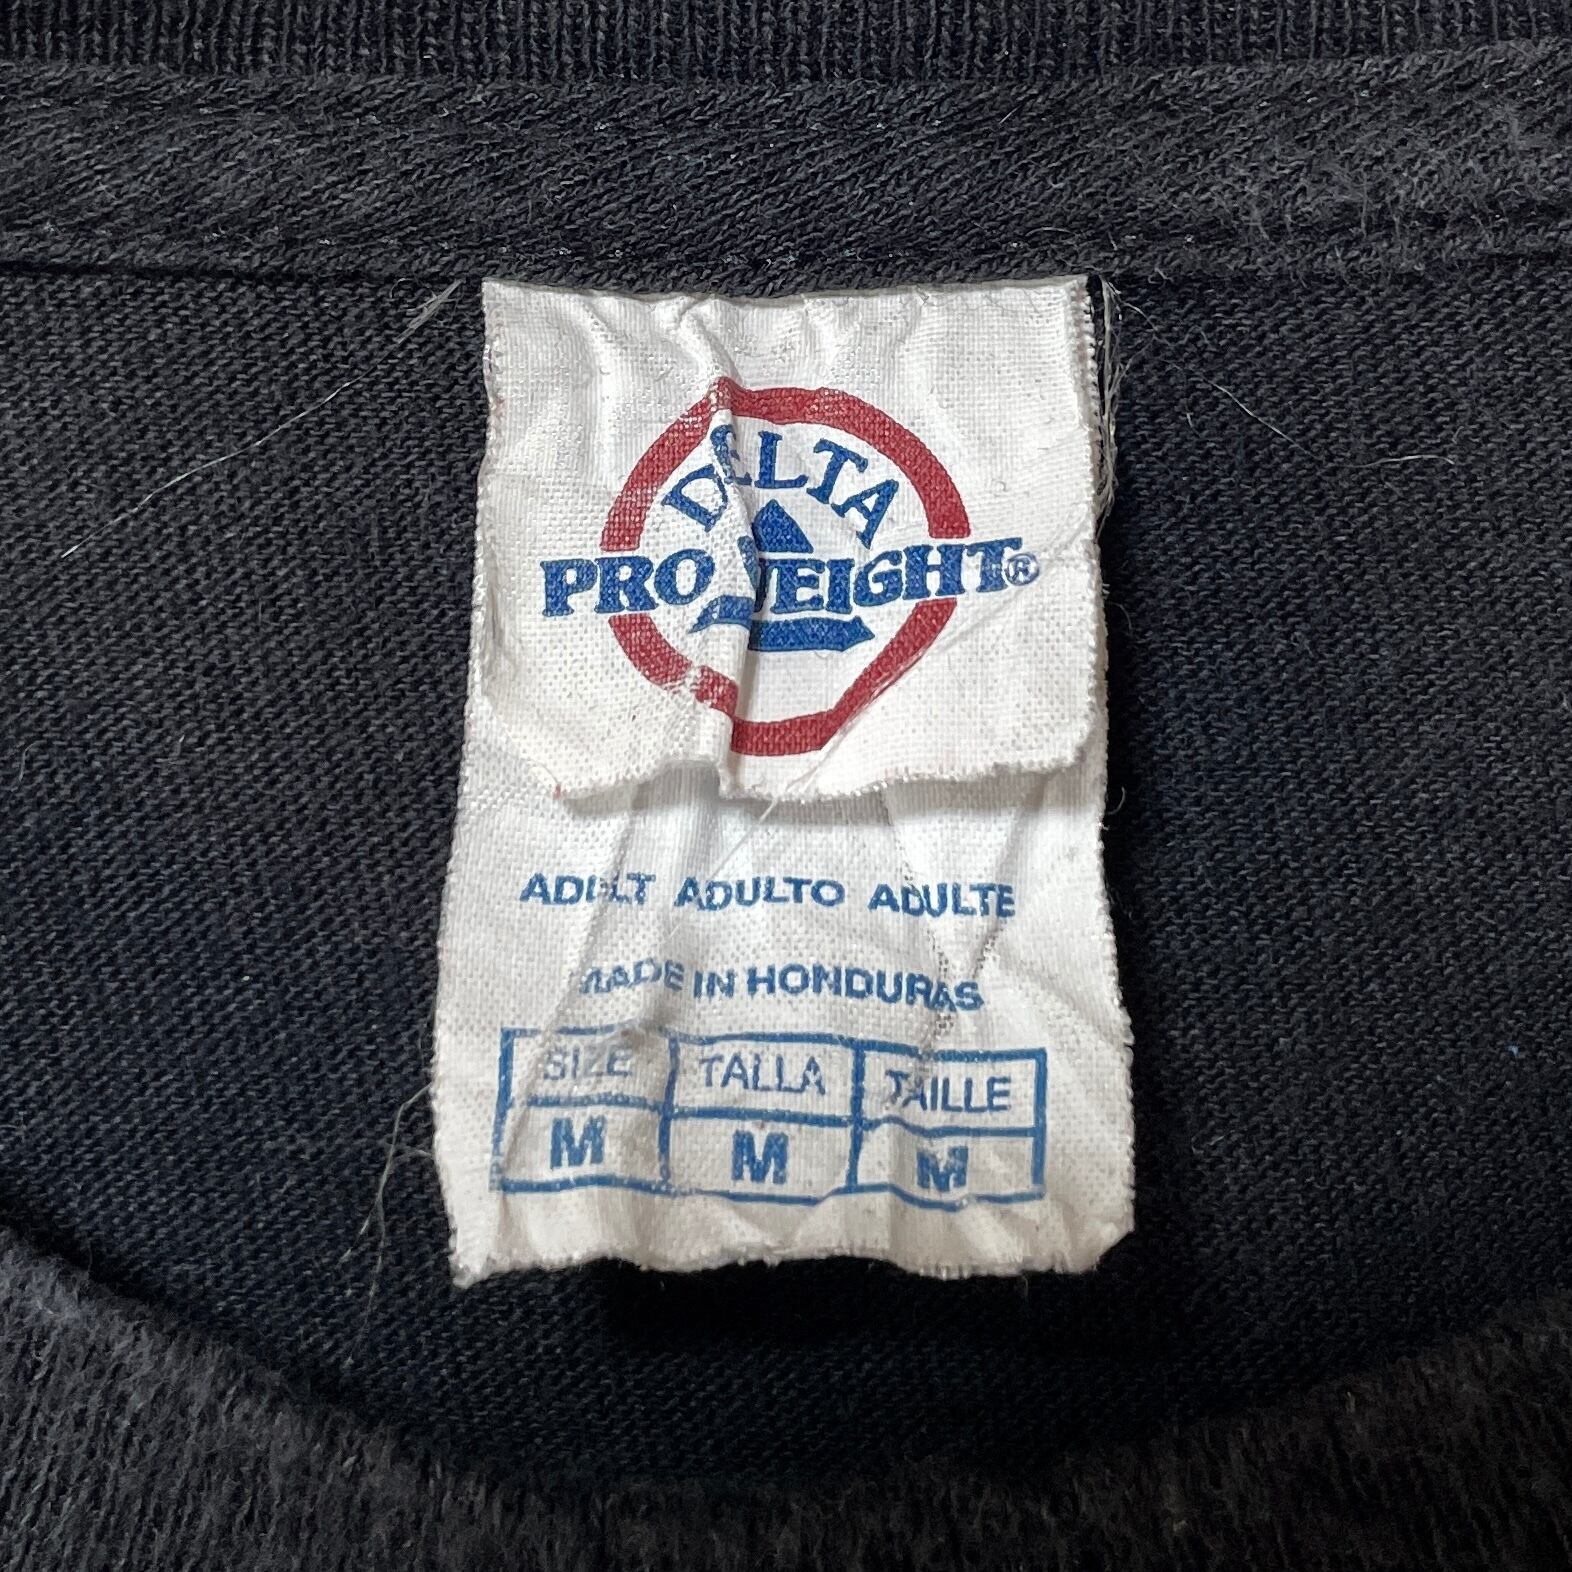 DELTA
PRO WEIGHT®
ADULT ADULTO ADULTE
MADE IN HONDURAS
SIZE TALLA TAILLE
M M M